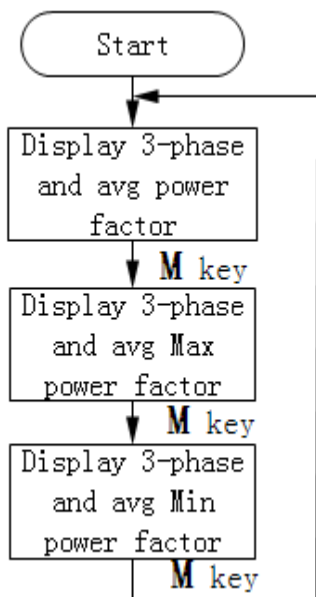 Start
Display 3-phase
and avg power
factor
M key
Display 3-phase
and avg Max
power factor
M key
Display 3-phase
and avg Min
power factor
M key